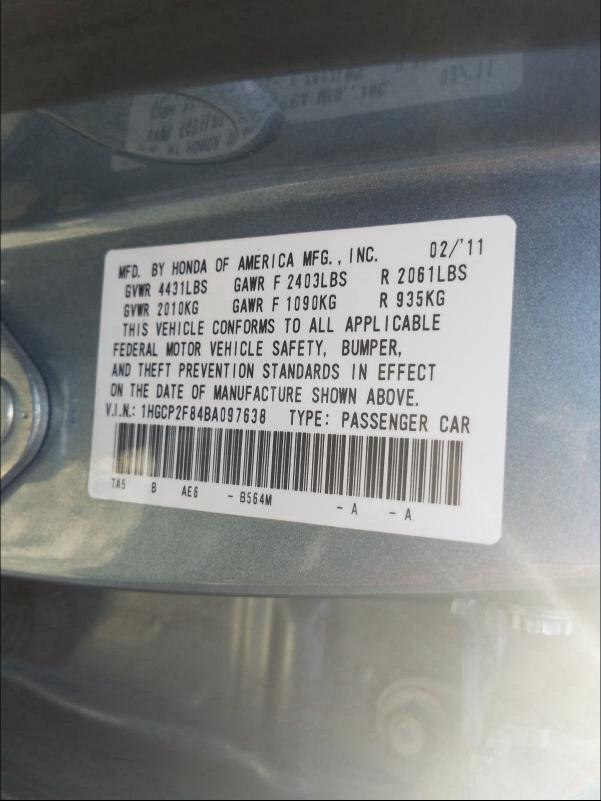 MFD. BY HONDA OF AMERICA MFG., INC. 02/'11
GVWR 4431LBS GAWR F 2403LBS R 2061LBS
GVWR 2010KG GAWR F 1090KG R 935KG
THIS VEHICLE CONFORMS TO ALL APPLICABLE
FEDERAL MOTOR VEHICLE SAFETY, BUMPER,
AND THEFT PREVENTION STANDARDS IN EFFECT
ON THE DATE OF MANUFACTURE SHOWN ABOVE.
V.I.N.: 1HGCP2F84BA097638 TYPE: PASSENGER CAR
TA5 B AE6 - B564M - A - A